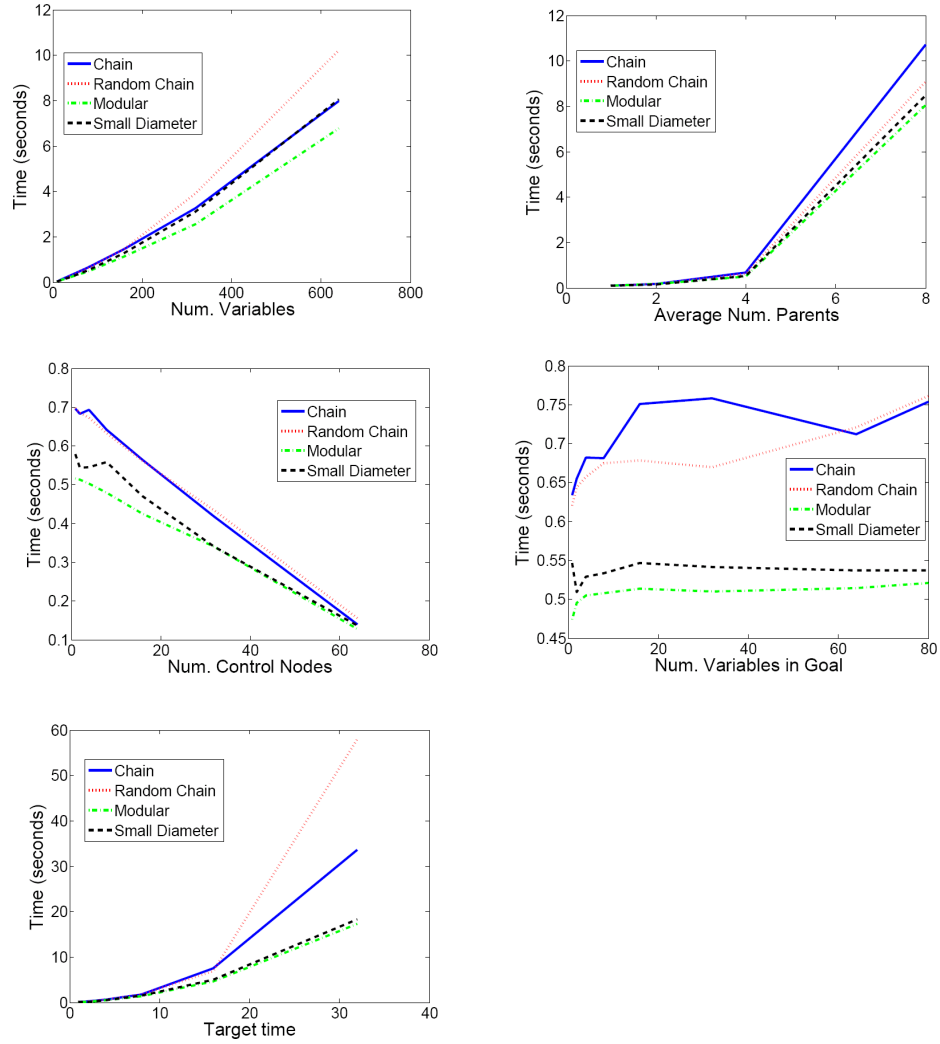 12
10
8
6
4
2
0
Time (seconds)
Chain
Random Chain
Modular
Small Diameter
0 200 400 600 800
Num. Variables
12
10
8
6
4
2
0
Time (seconds)
Chain
Random Chain
Modular
Small Diameter
0 2 4 6 8
Average Num. Parents
0.8
0.7
0.6
0.5
0.4
0.3
0.2
0.1
Time (seconds)
Chain
Random Chain
Modular
Small Diameter
0 20 40 60 80
Num. Control Nodes
0.8
0.75
0.7
0.65
0.6
0.55
0.5
0.45
Time (seconds)
Chain
Random Chain
Modular
Small Diameter
0 20 40 60 80
Num. Variables in Goal
60
50
40
30
20
10
0
Time (seconds)
Chain
Random Chain
Modular
Small Diameter
0 10 20 30 40
Target time